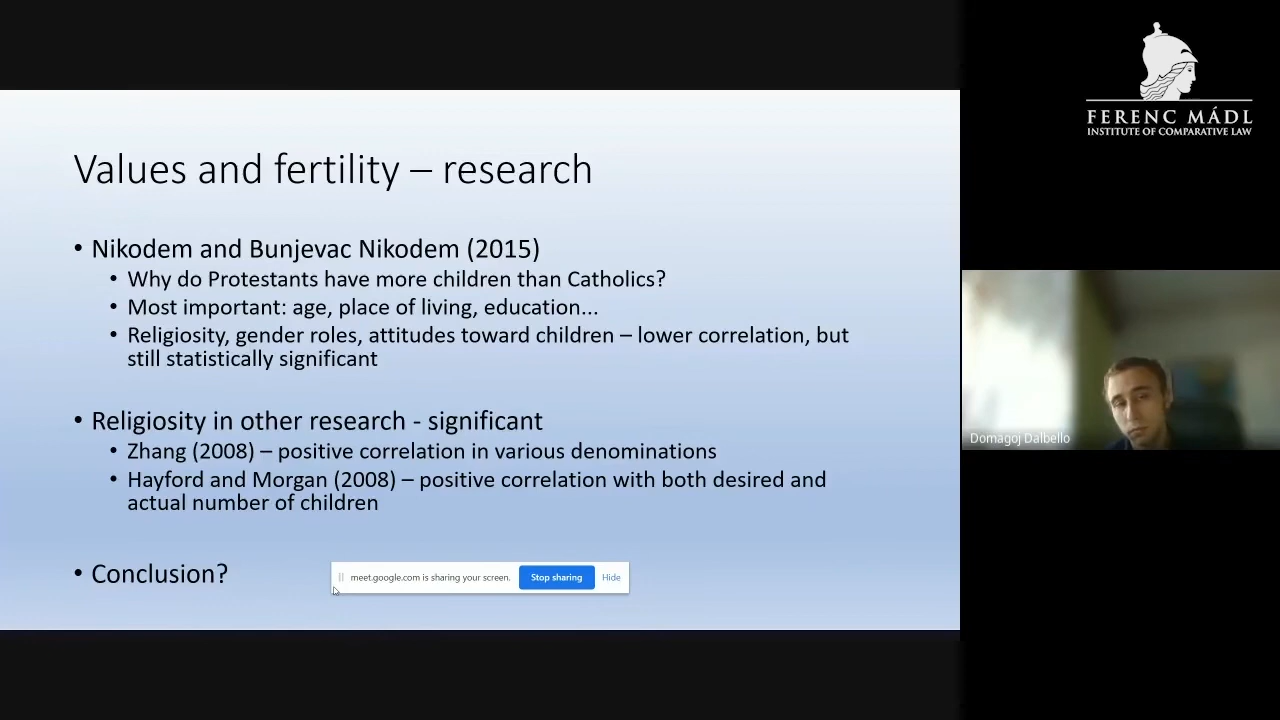 FERENC MÁDL
INSTITUTE OF COMPARATIVE LAW
Values and fertility – research
• Nikodem and Bunjevac Nikodem (2015)
• Why do Protestants have more children than Catholics?
• Most important: age, place of living, education...
• Religiosity, gender roles, attitudes toward children – lower correlation, but
still statistically significant
• Religiosity in other research - significant
• Zhang (2008) – positive correlation in various denominations
• Hayford and Morgan (2008) – positive correlation with both desired and
actual number of children
• Conclusion?
meet.google.com is sharing your screen. Stop sharing Hide
Domagoj Dalbello